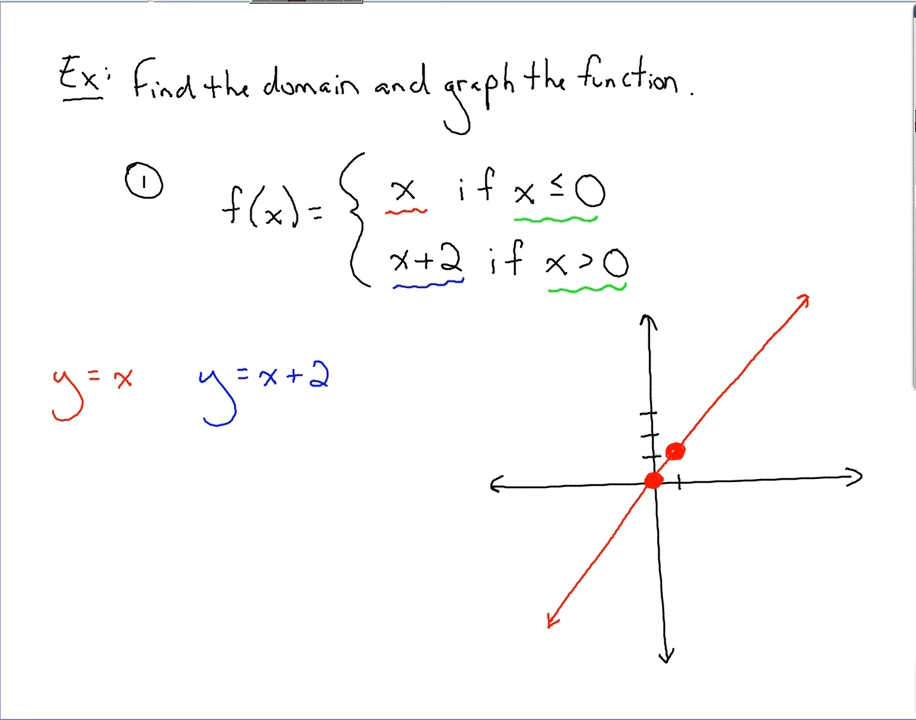 Ex: Find the domain and graph the function.
① f(x) = { x if x ≤ 0
x+2 if x > 0
y = x y = x + 2